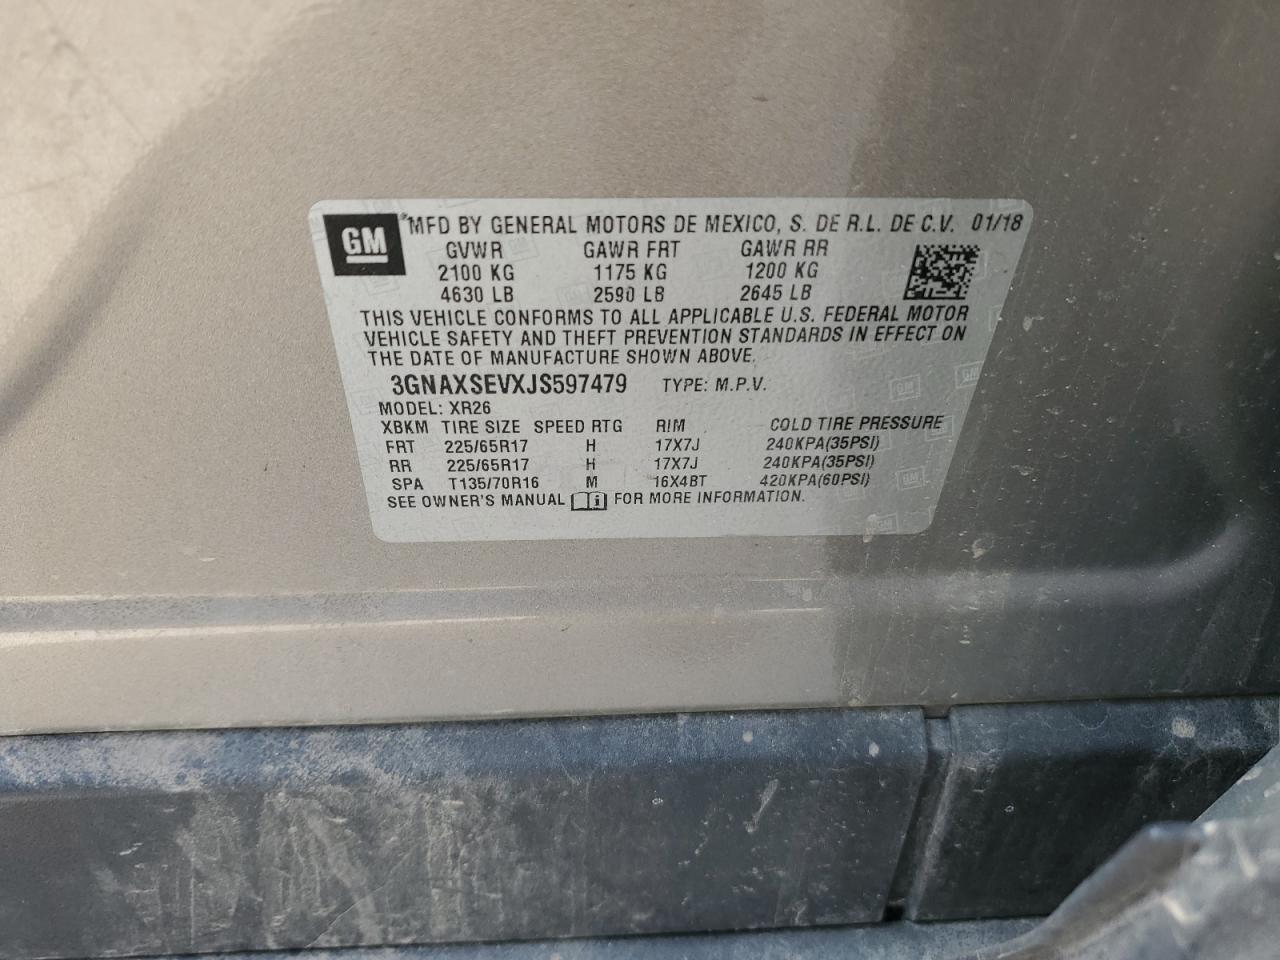 GM
MFD BY GENERAL MOTORS DE MEXICO, S. DE R.L. DE C.V. 01/18
GVWR GAWR FRT GAWR RR
2100 KG 1175 KG 1200 KG
4630 LB 2590 LB 2645 LB
THIS VEHICLE CONFORMS TO ALL APPLICABLE U.S. FEDERAL MOTOR
VEHICLE SAFETY AND THEFT PREVENTION STANDARDS IN EFFECT ON
THE DATE OF MANUFACTURE SHOWN ABOVE.
3GNAXSEVXJS597479 TYPE: M.P.V.
MODEL: XR26
XBKM TIRE SIZE SPEED RTG RIM COLD TIRE PRESSURE
FRT 225/65R17 H 17X7J 240KPA(35PSI)
RR 225/65R17 H 17X7J 240KPA(35PSI)
SPA T135/70R16 M 16X4BT 420KPA(60PSI)
SEE OWNER'S MANUAL FOR MORE INFORMATION.